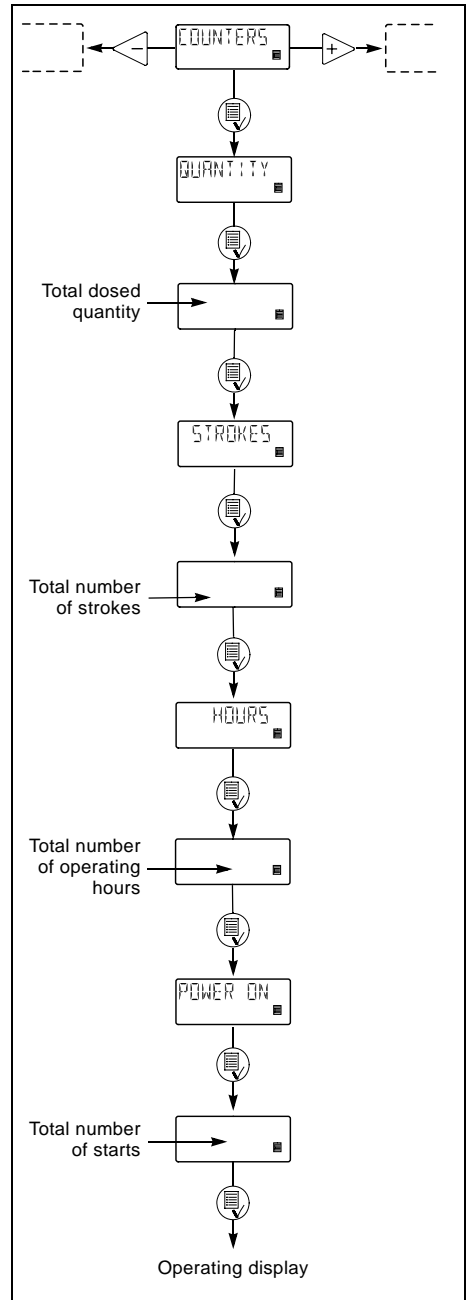 COUNTERS
-
+
QUANTITY
Total dosed
quantity
STROKES
Total number
of strokes
HOURS
Total number
of operating
hours
POWER ON
Total number
of starts
Operating display